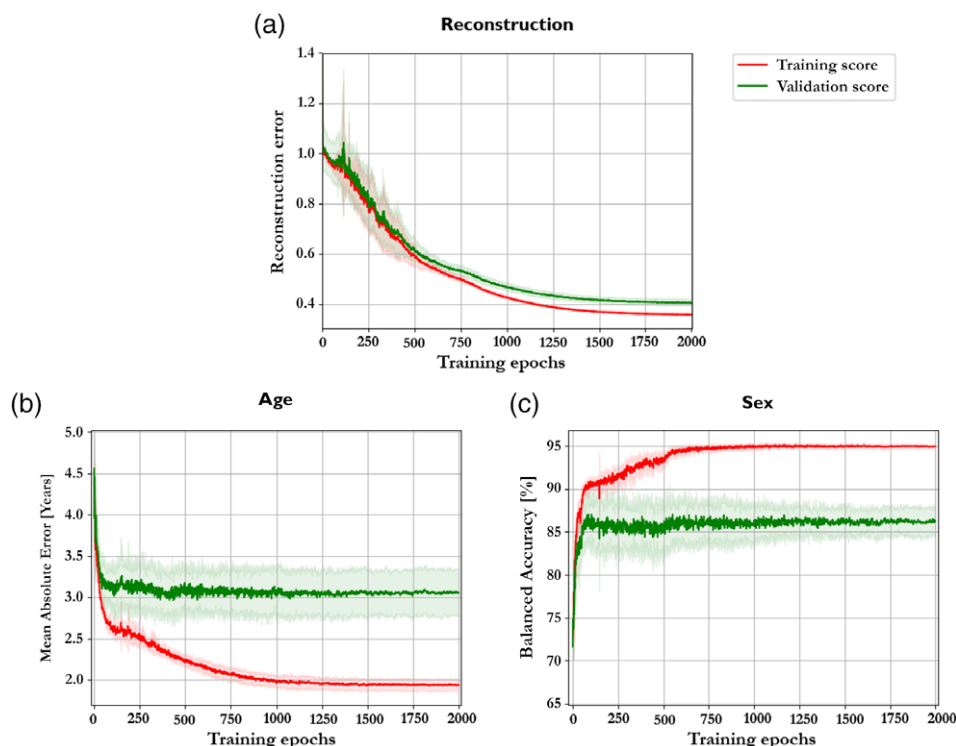 (a)
Reconstruction
Training score
Validation score
Reconstruction error
1.4
1.2
1.0
0.8
0.6
0.4
0 250 500 750 1000 1250 1500 1750 2000
Training epochs
(b)
Age
Mean Absolute Error [Years]
5.0
4.5
4.0
3.5
3.0
2.5
2.0
0 250 500 750 1000 1250 1500 1750 2000
Training epochs
(c)
Sex
Balanced Accuracy [%]
95
90
85
80
75
70
65
0 250 500 750 1000 1250 1500 1750 2000
Training epochs